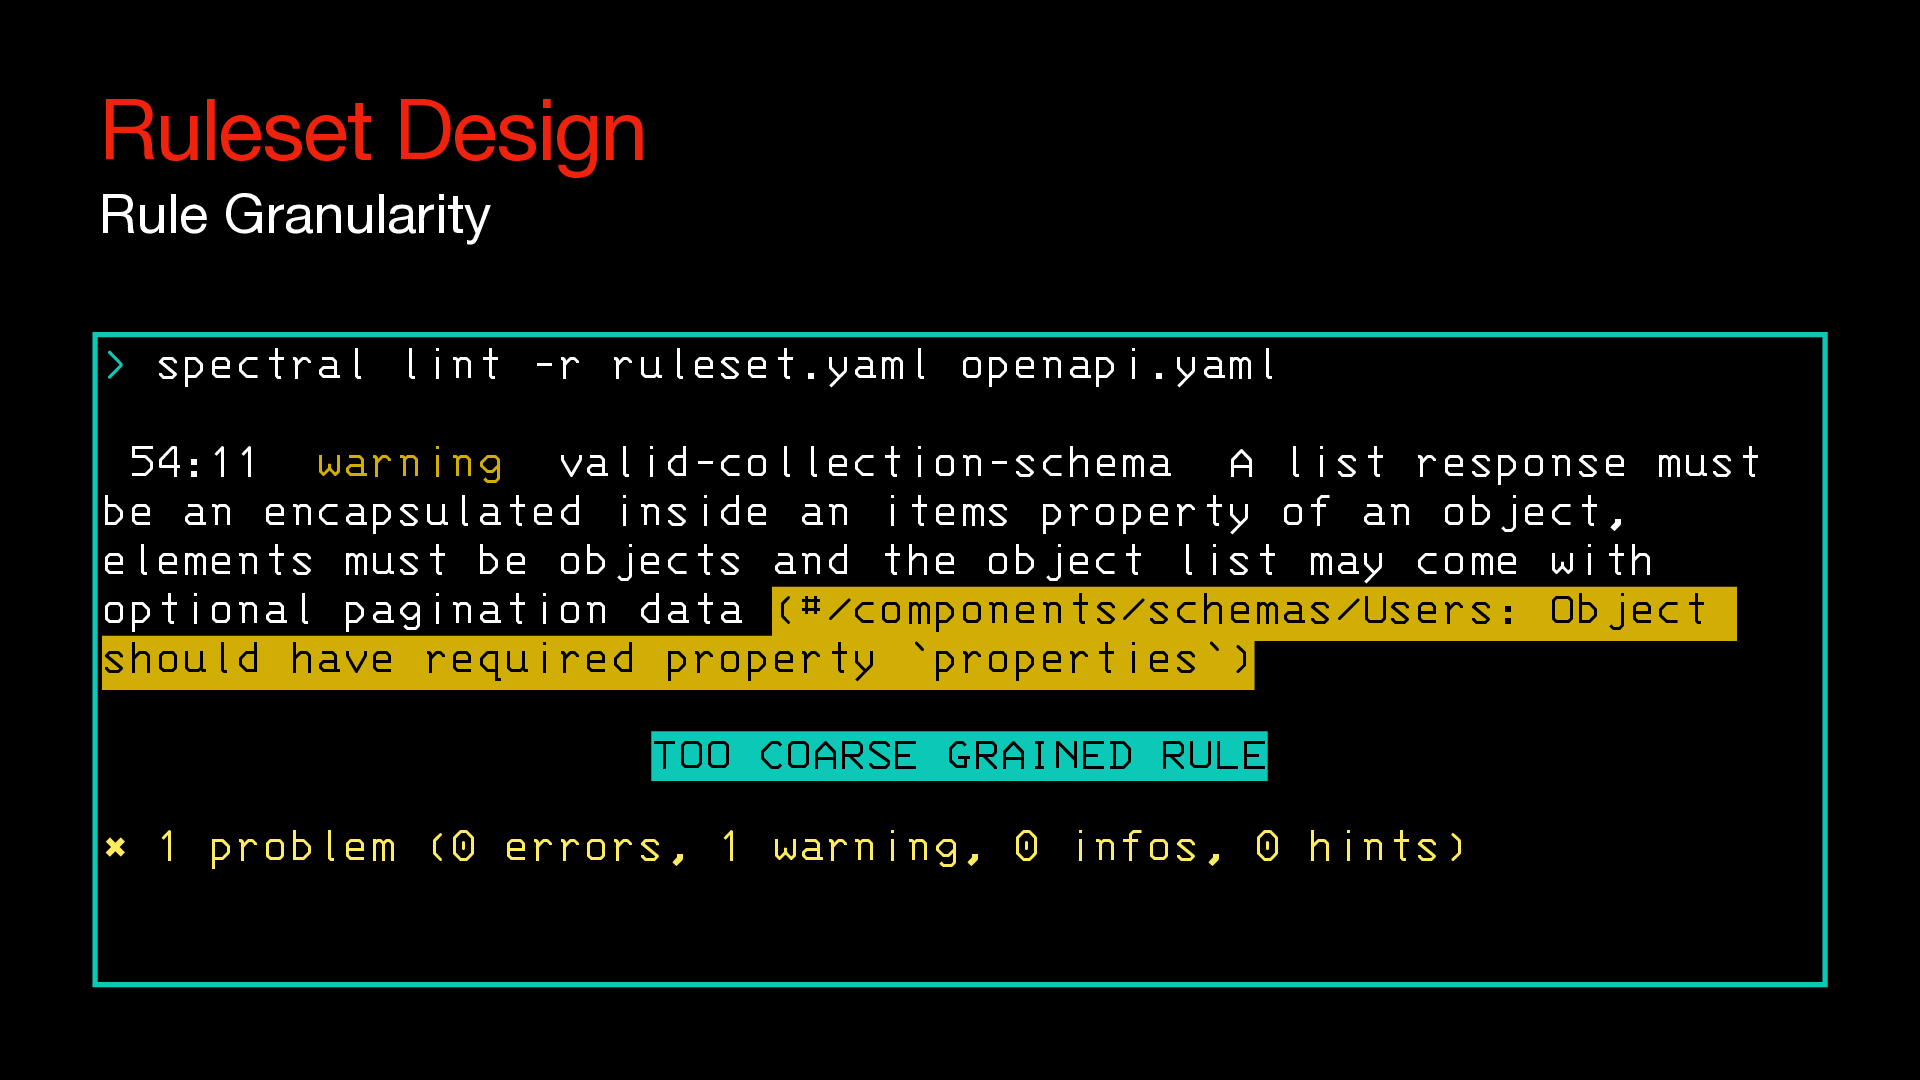 Ruleset Design
Rule Granularity
> spectral lint -r ruleset.yaml openapi.yaml
54:11  warning  valid-collection-schema  A list response must
be an encapsulated inside an items property of an object,
elements must be objects and the object list may come with
optional pagination data (#/components/schemas/Users: Object
should have required property `properties`)
TOO COARSE GRAINED RULE
✖ 1 problem (0 errors, 1 warning, 0 infos, 0 hints)